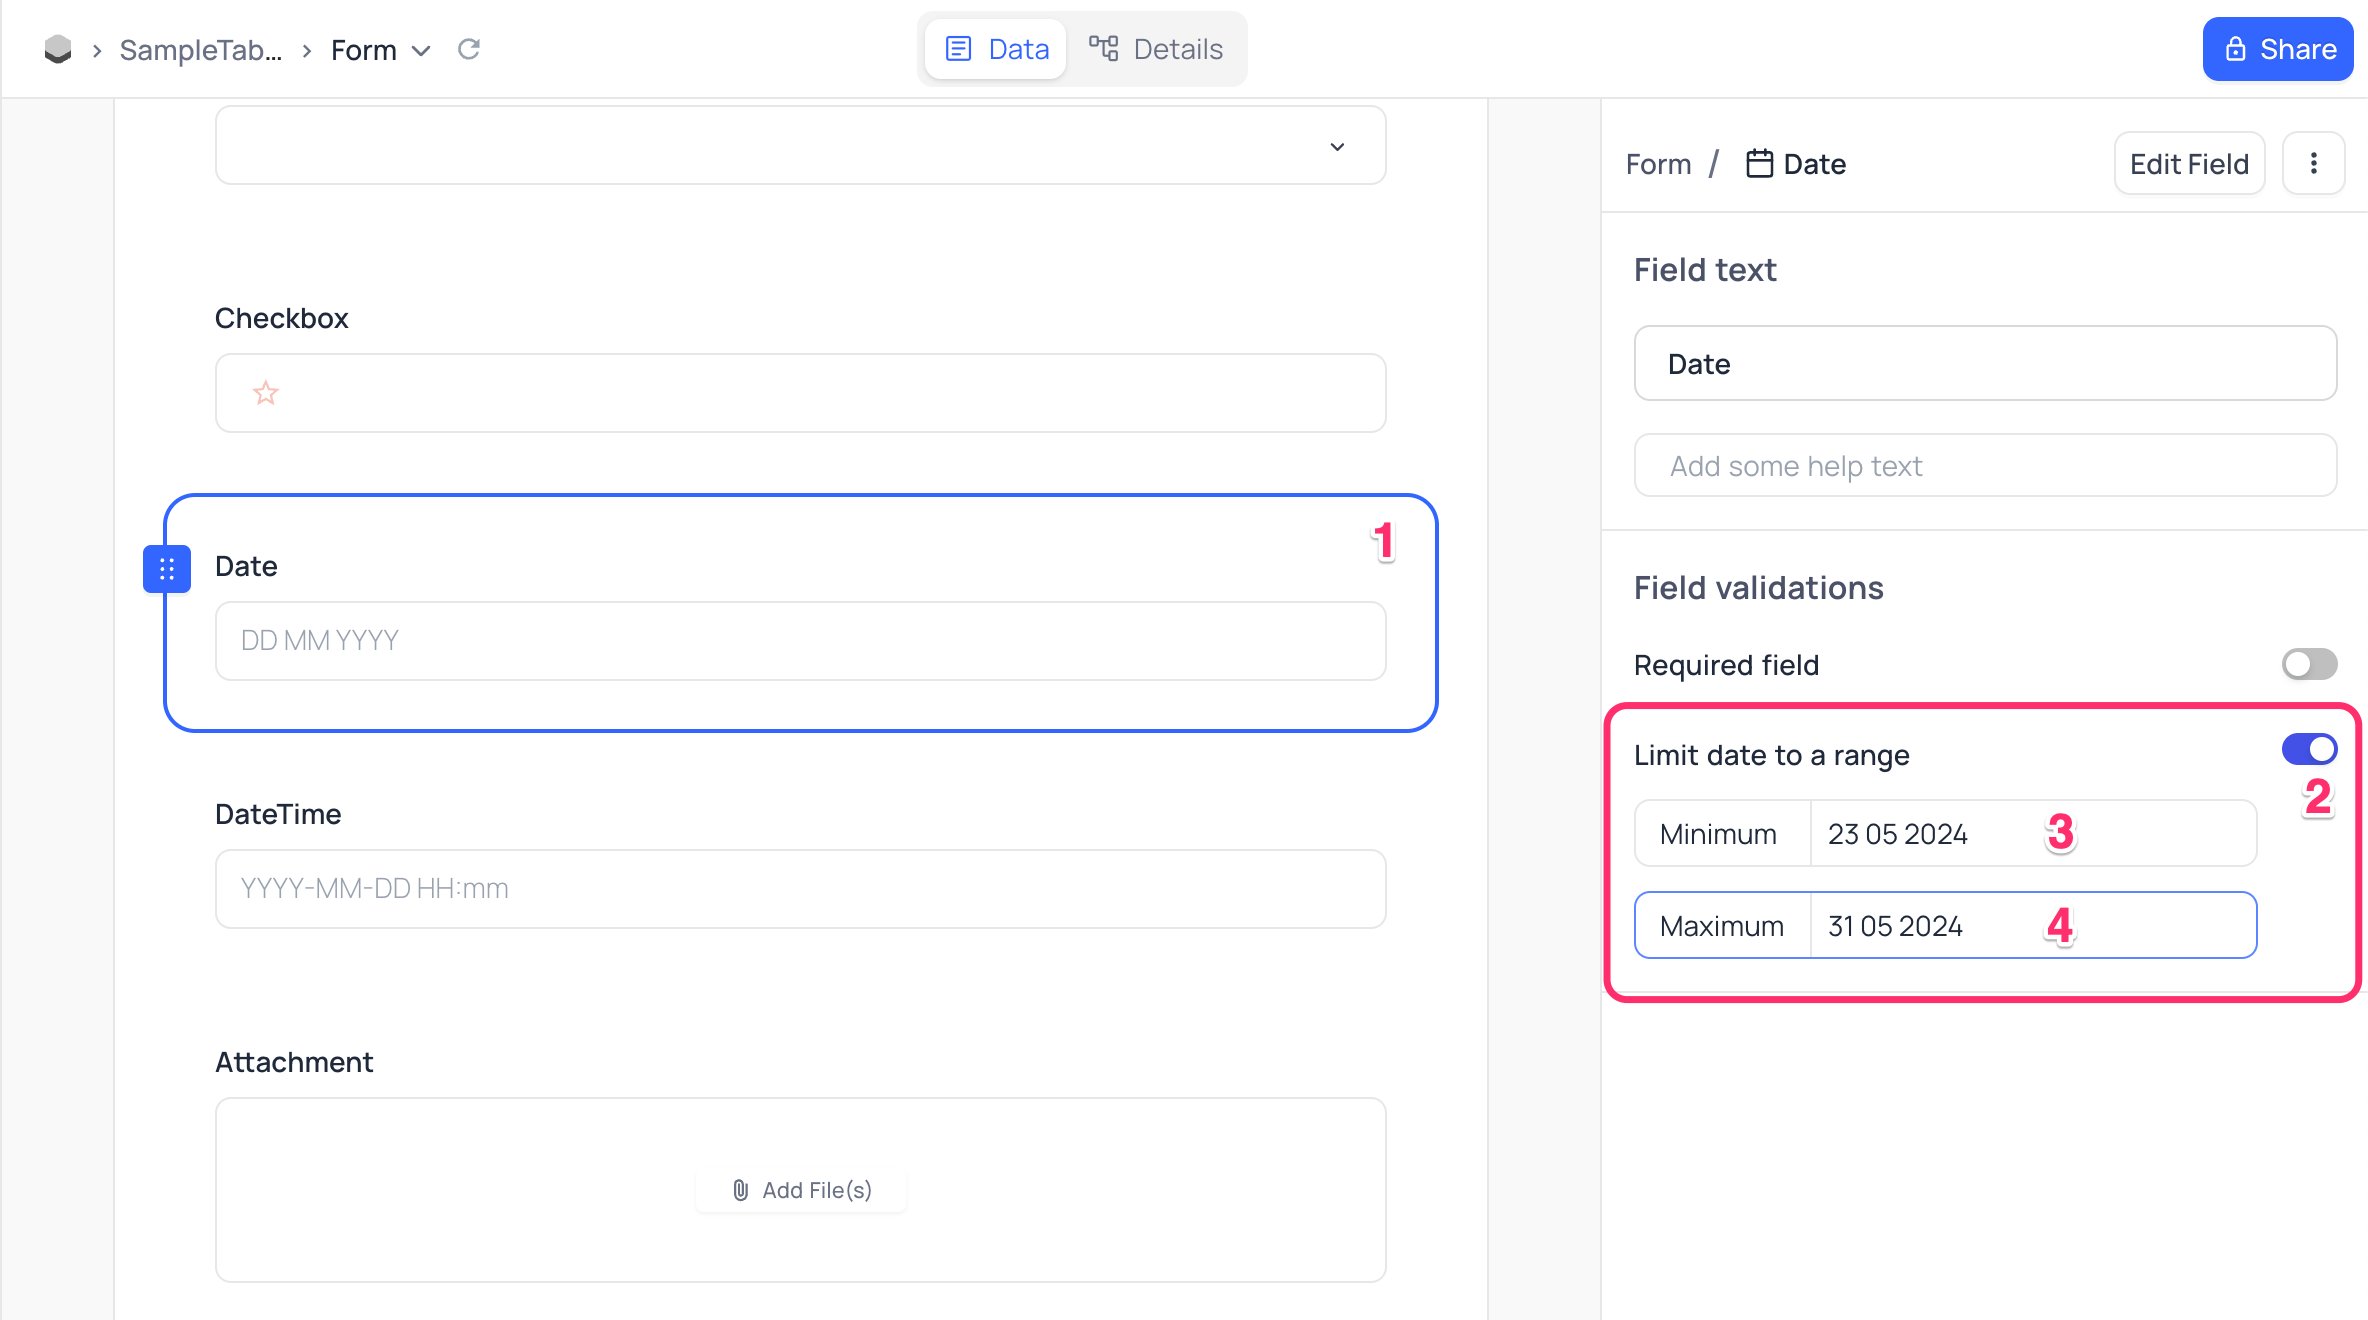 SampleTab... Form
Data Details
Share
Checkbox
Date
DD MM YYYY
1
DateTime
YYYY-MM-DD HH:mm
Attachment
Add File(s)
Form / Date
Edit Field
Field text
Date
Add some help text
Field validations
Required field
Limit date to a range
2
Minimum 23 05 2024 3
Maximum 31 05 2024 4